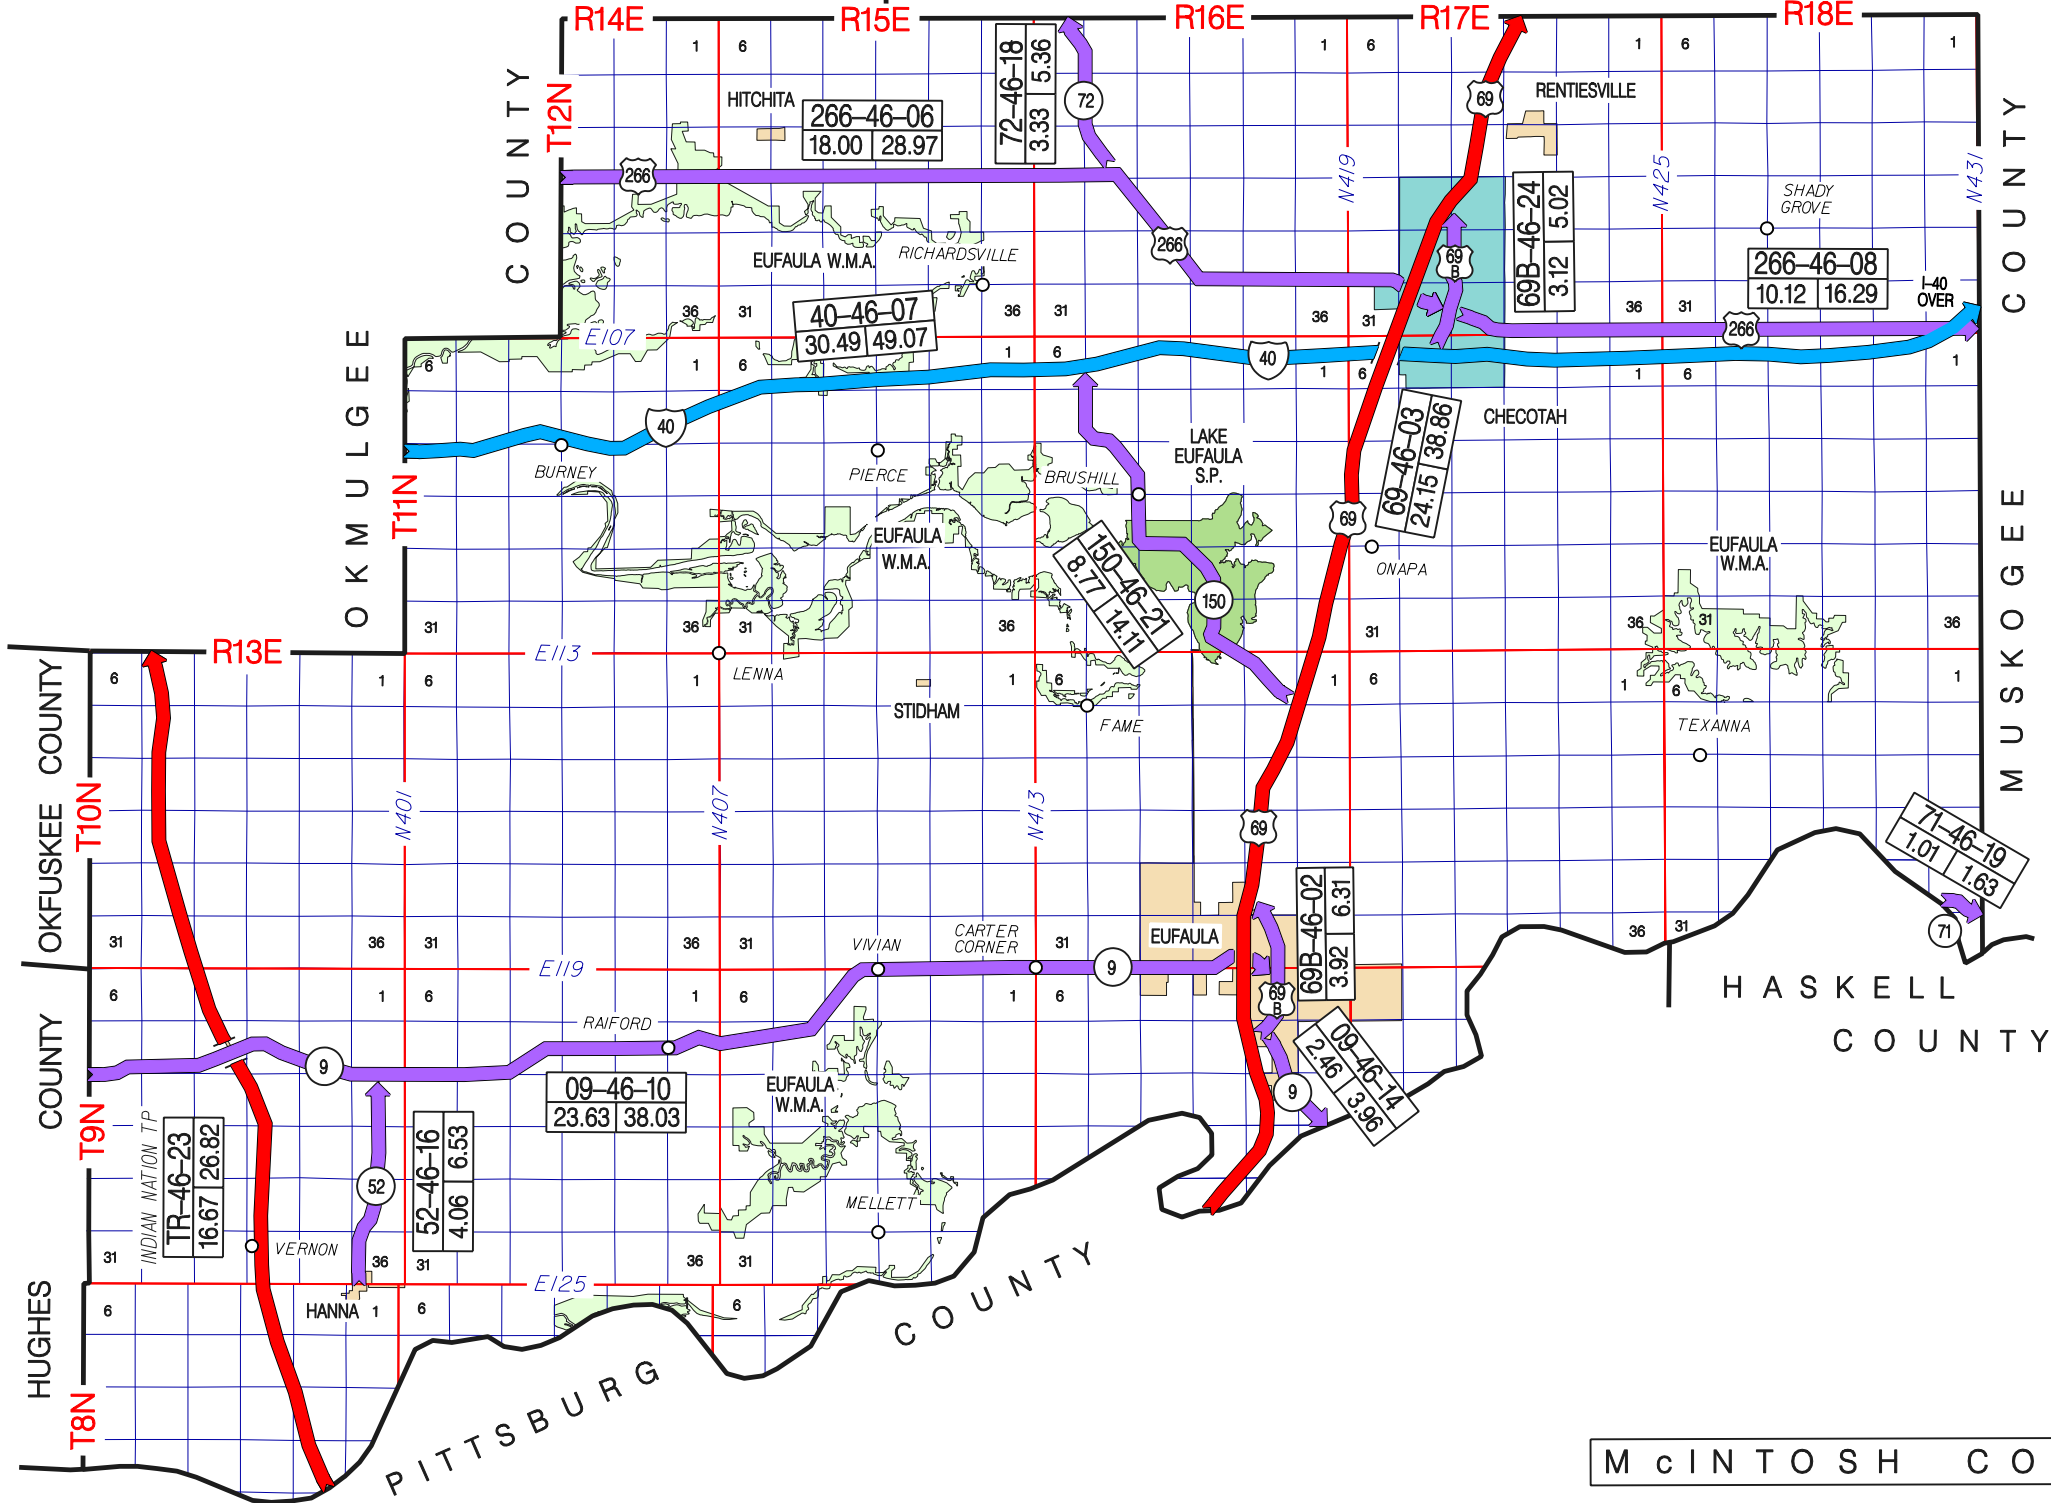 R14E
R15E
R16E
R17E
R18E
1
6
1
6
1
6
1
72–46–18
3.33 5.36
72
69
HITCHITA
266–46–06
18.00 28.97
RENTIESVILLE
COUNTY
T12N
266
N419
N425
N431
COUNTY
SHADY
GROVE
69B–46–24
3.12 5.02
266
69
B
EUFAULA W.M.A.
RICHARDSVILLE
266–46–08
10.12 16.29
I–40
OVER
40–46–07
30.49 49.07
36
31
36
31
36
31
36
31
E107
266
6
1
6
1
6
40
1
6
1
6
1
OKMULGEE
T11N
40
BURNEY
PIERCE
BRUSHILL
LAKE
EUFAULA
S.P.
69–46–03
24.15 38.86
CHECOTAH
69
EUFAULA
W.M.A.
ONAPA
EUFAULA
W.M.A.
150–46–21
8.77 14.11
150
MUSKOGEE
31
36
31
36
31
36
31
36
R13E
E113
LENNA
6
1
6
1
1
6
1
6
1
6
1
STIDHAM
FAME
TEXANNA
OKFUSKEE COUNTY
T10N
N401
N407
N413
69
71–46–19
1.01 1.63
71
69B–46–02
3.92 6.31
EUFAULA
VIVIAN
CARTER
CORNER
31
36
31
36
31
31
36
31
E119
9
6
1
6
1
6
1
6
69
B
HASKELL
COUNTY
RAIFORD
COUNTY
9
09–46–10
23.63 38.03
EUFAULA
W.M.A.
09–46–14
2.46 3.96
9
T9N
INDIAN NATION TP
TR–46–23
16.67 26.82
52–46–16
4.06 6.53
52
MELLETT
VERNON
31
36
31
36
31
E125
HANNA
6
1
6
1
6
HUGHES
T8N
PITTSBURG COUNTY
McINTOSH CO